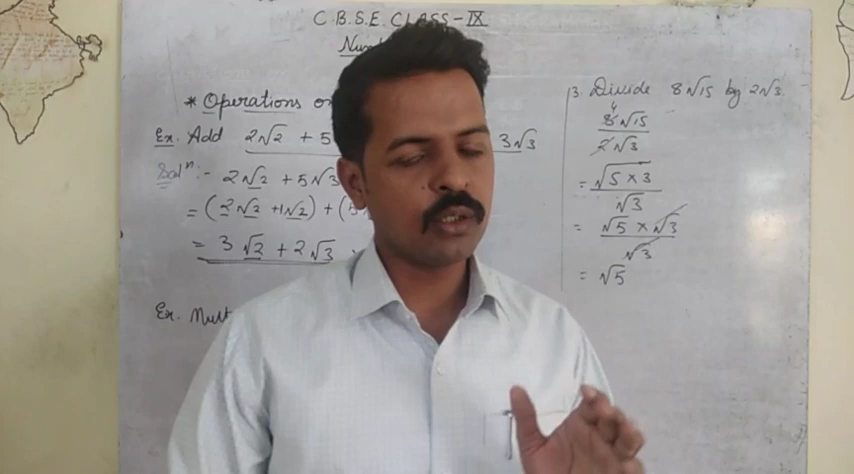 C.B.S.E. CLASS-IX
* Operations
Ex. Add 2√2 + 5 3√3
Solⁿ:- 2√2 + 5√3
= (2√2 + 1√2) + (5
= 3√2 + 2√3
Ex.
3. Divide 8√15 by 2√3.
4
8√15
2√3
= √5 × 3
√3
= √5 × √3
√3
= √5